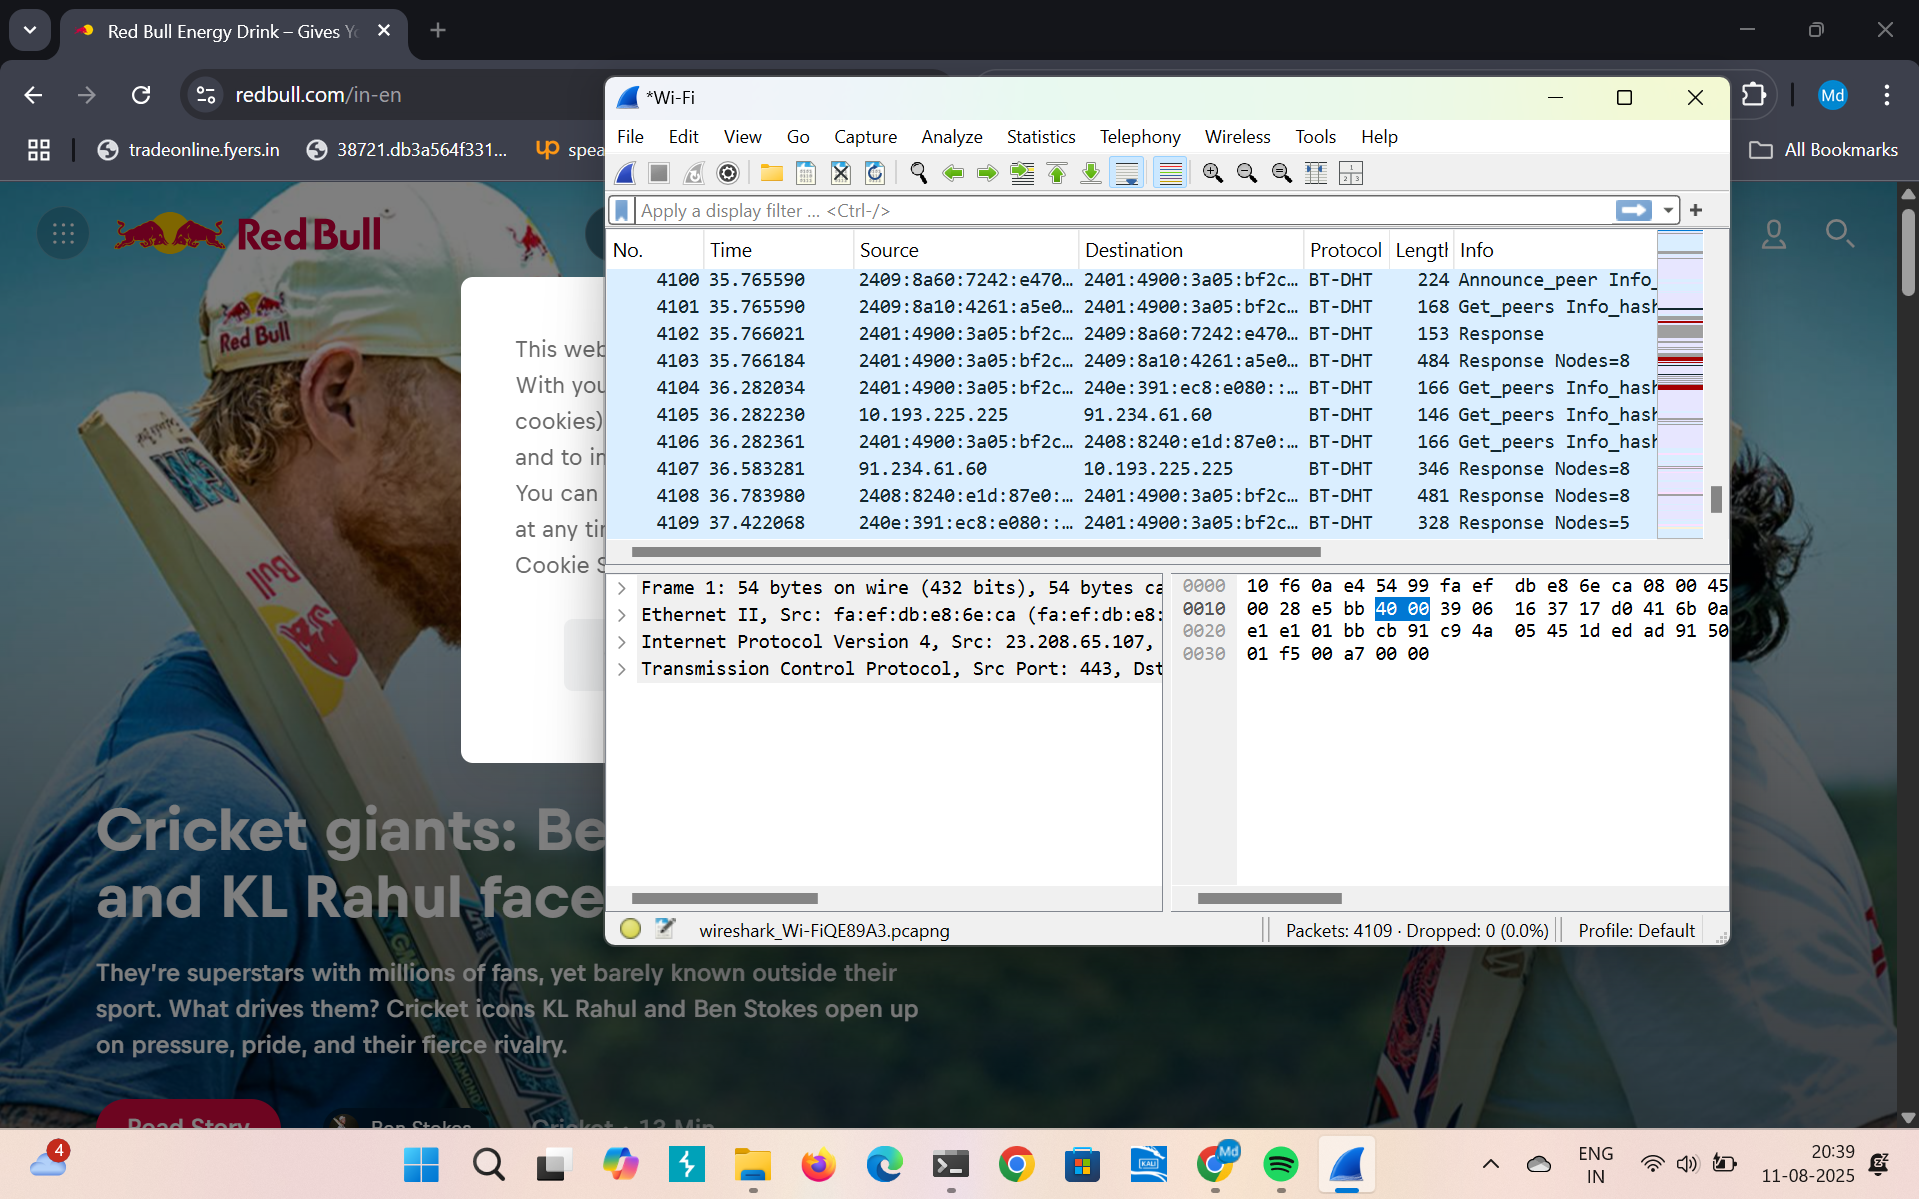 Red Bull Energy Drink – Gives Yo
redbull.com/in-en
Md
tradeonline.fyers.in
38721.db3a564f331...
up spea
All Bookmarks
Red Bull
Red Bull
This web
With you
cookies)
and to in
You can
at any tin
Cookie S
Cricket giants: Be
and KL Rahul face
They're superstars with millions of fans, yet barely known outside their
sport. What drives them? Cricket icons KL Rahul and Ben Stokes open up
on pressure, pride, and their fierce rivalry.
Read Story
Ben Stokes
Cricket · 13 Min
*Wi-Fi
File Edit View Go Capture Analyze Statistics Telephony Wireless Tools Help
Apply a display filter ... <Ctrl-/>
No. Time Source Destination Protocol Length Info
4100 35.765590 2409:8a60:7242:e470… 2401:4900:3a05:bf2c… BT-DHT 224 Announce_peer Info_
4101 35.765590 2409:8a10:4261:a5e0… 2401:4900:3a05:bf2c… BT-DHT 168 Get_peers Info_hash
4102 35.766021 2401:4900:3a05:bf2c… 2409:8a60:7242:e470… BT-DHT 153 Response
4103 35.766184 2401:4900:3a05:bf2c… 2409:8a10:4261:a5e0… BT-DHT 484 Response Nodes=8
4104 36.282034 2401:4900:3a05:bf2c… 240e:391:ec8:e080::… BT-DHT 166 Get_peers Info_hash
4105 36.282230 10.193.225.225 91.234.61.60 BT-DHT 146 Get_peers Info_hash
4106 36.282361 2401:4900:3a05:bf2c… 2408:8240:e1d:87e0:… BT-DHT 166 Get_peers Info_hash
4107 36.583281 91.234.61.60 10.193.225.225 BT-DHT 346 Response Nodes=8
4108 36.783980 2408:8240:e1d:87e0:… 2401:4900:3a05:bf2c… BT-DHT 481 Response Nodes=8
4109 37.422068 240e:391:ec8:e080::… 2401:4900:3a05:bf2c… BT-DHT 328 Response Nodes=5
Frame 1: 54 bytes on wire (432 bits), 54 bytes ca
Ethernet II, Src: fa:ef:db:e8:6e:ca (fa:ef:db:e8:
Internet Protocol Version 4, Src: 23.208.65.107,
Transmission Control Protocol, Src Port: 443, Dst
0000 10 f6 0a e4 54 99 fa ef db e8 6e ca 08 00 45
0010 00 28 e5 bb 40 00 39 06 16 37 17 d0 41 6b 0a
0020 e1 e1 01 bb cb 91 c9 4a 05 45 1d ed ad 91 50
0030 01 f5 00 a7 00 00
wireshark_Wi-FiQE89A3.pcapng
Packets: 4109 · Dropped: 0 (0.0%)
Profile: Default
4
KALI
Md
ENG
IN
20:39
11-08-2025